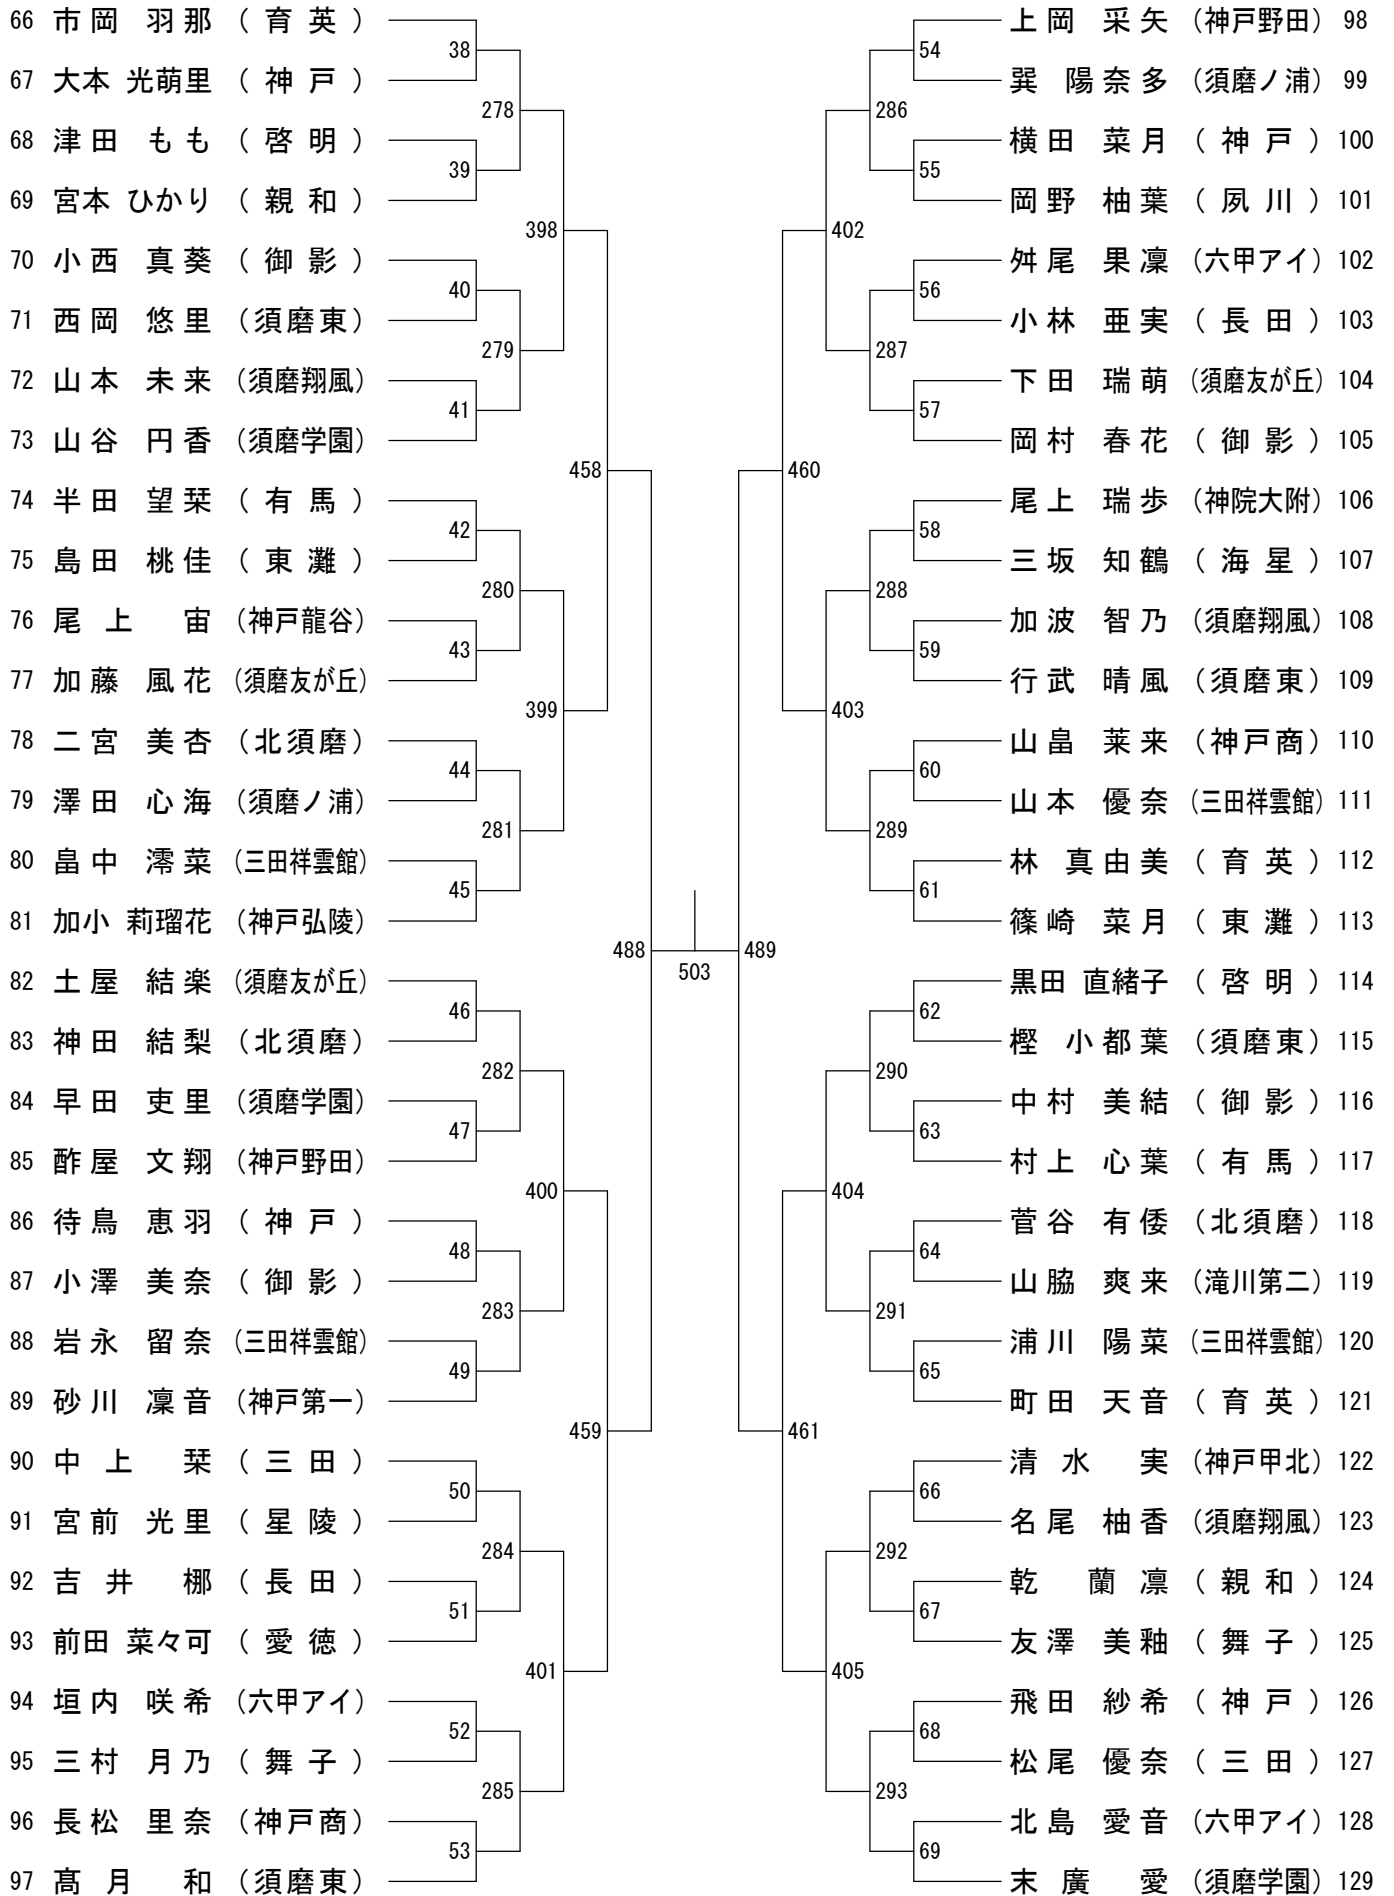 66 市岡 羽那 (育英)
38
67 大本 光萌里 (神戸)
278
68 津田 もも (啓明)
39
69 宮本 ひかり (親和)
398
70 小西 真葵 (御影)
40
71 西岡 悠里 (須磨東)
279
72 山本 未来 (須磨翔風)
41
73 山谷 円香 (須磨学園)
458
74 半田 望栞 (有馬)
42
75 島田 桃佳 (東灘)
280
76 尾上 宙 (神戸龍谷)
43
77 加藤 風花 (須磨友が丘)
399
78 二宮 美杏 (北須磨)
44
79 澤田 心海 (須磨ノ浦)
281
80 畠中 澪菜 (三田祥雲館)
45
81 加小 莉瑠花 (神戸弘陵)
488
82 土屋 結楽 (須磨友が丘)
46
83 神田 結梨 (北須磨)
282
84 早田 吏里 (須磨学園)
47
85 酢屋 文翔 (神戸野田)
400
86 待鳥 恵羽 (神戸)
48
87 小澤 美奈 (御影)
283
88 岩永 留奈 (三田祥雲館)
49
89 砂川 凜音 (神戸第一)
459
90 中上 栞 (三田)
50
91 宮前 光里 (星陵)
284
92 吉井 梛 (長田)
51
93 前田 菜々可 (愛徳)
401
94 垣内 咲希 (六甲アイ)
52
95 三村 月乃 (舞子)
285
96 長松 里奈 (神戸商)
53
97 髙月 和 (須磨東)
503
上岡 采矢 (神戸野田) 98
54
巽 陽奈多 (須磨ノ浦) 99
286
横田 菜月 (神戸) 100
55
岡野 柚葉 (夙川) 101
402
舛尾 果凜 (六甲アイ) 102
56
小林 亜実 (長田) 103
287
下田 瑞萌 (須磨友が丘) 104
57
岡村 春花 (御影) 105
460
尾上 瑞歩 (神院大附) 106
58
三坂 知鶴 (海星) 107
288
加波 智乃 (須磨翔風) 108
59
行武 晴風 (須磨東) 109
403
山畠 莱来 (神戸商) 110
60
山本 優奈 (三田祥雲館) 111
289
林 真由美 (育英) 112
61
篠崎 菜月 (東灘) 113
489
黒田 直緒子 (啓明) 114
62
樫 小都葉 (須磨東) 115
290
中村 美結 (御影) 116
63
村上 心葉 (有馬) 117
404
菅谷 有倭 (北須磨) 118
64
山脇 爽来 (滝川第二) 119
291
浦川 陽菜 (三田祥雲館) 120
65
町田 天音 (育英) 121
461
清水 実 (神戸甲北) 122
66
名尾 柚香 (須磨翔風) 123
292
乾 蘭凛 (親和) 124
67
友澤 美釉 (舞子) 125
405
飛田 紗希 (神戸) 126
68
松尾 優奈 (三田) 127
293
北島 愛音 (六甲アイ) 128
69
末廣 愛 (須磨学園) 129